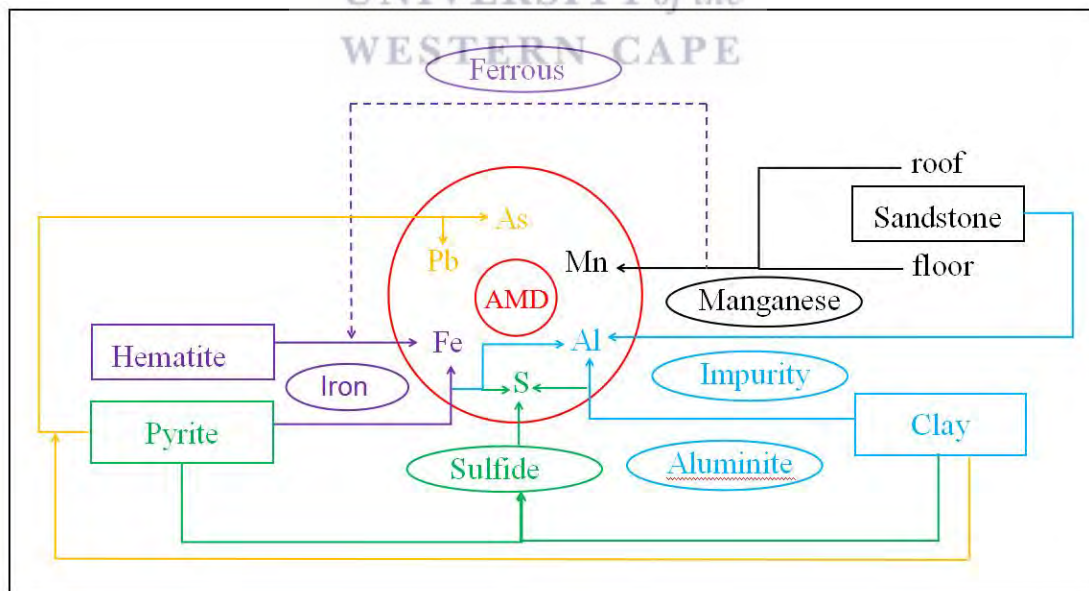 UNIVERSITY of the
WESTERN CAPE
Ferrous
roof
As
Sandstone
Pb
Mn
floor
AMD
Manganese
Hematite
Fe
Al
Iron
S
Impurity
Pyrite
Clay
Sulfide
Aluminite